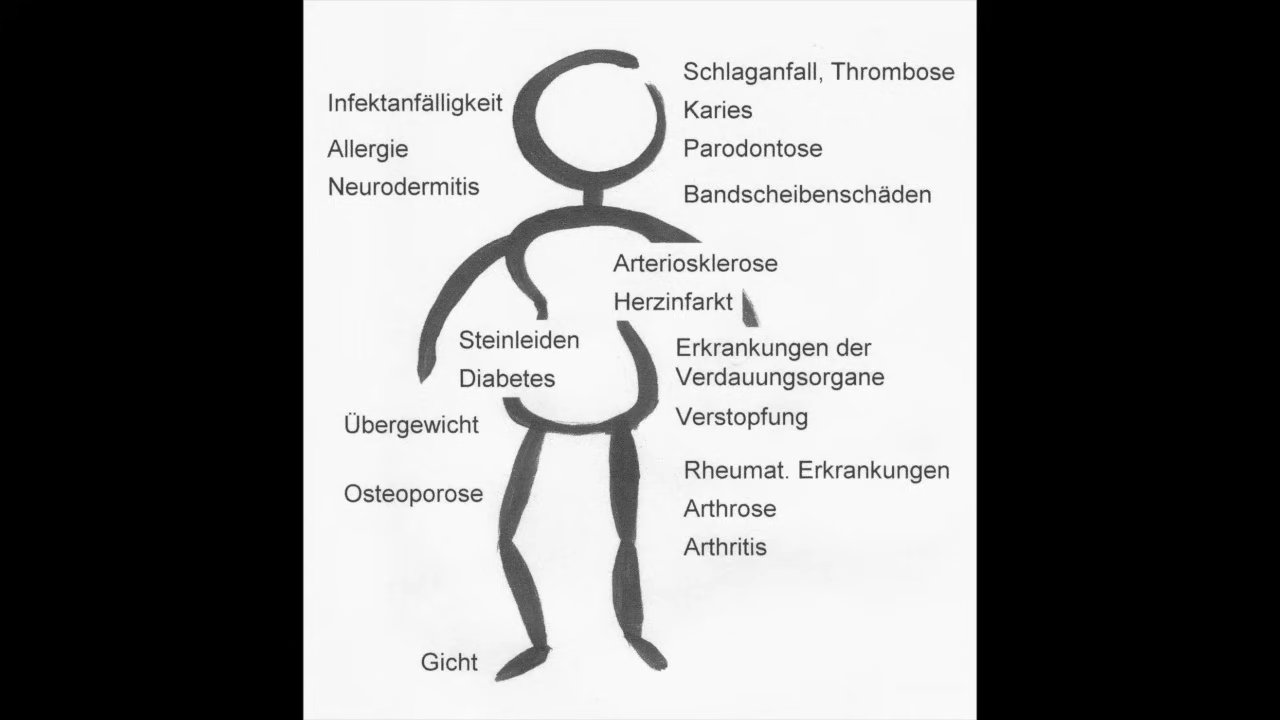 Schlaganfall, Thrombose
Infektanfälligkeit
Karies
Allergie
Parodontose
Neurodermitis
Bandscheibenschäden
Arteriosklerose
Herzinfarkt
Steinleiden
Erkrankungen der
Verdauungsorgane
Diabetes
Übergewicht
Verstopfung
Rheumat. Erkrankungen
Osteoporose
Arthrose
Arthritis
Gicht